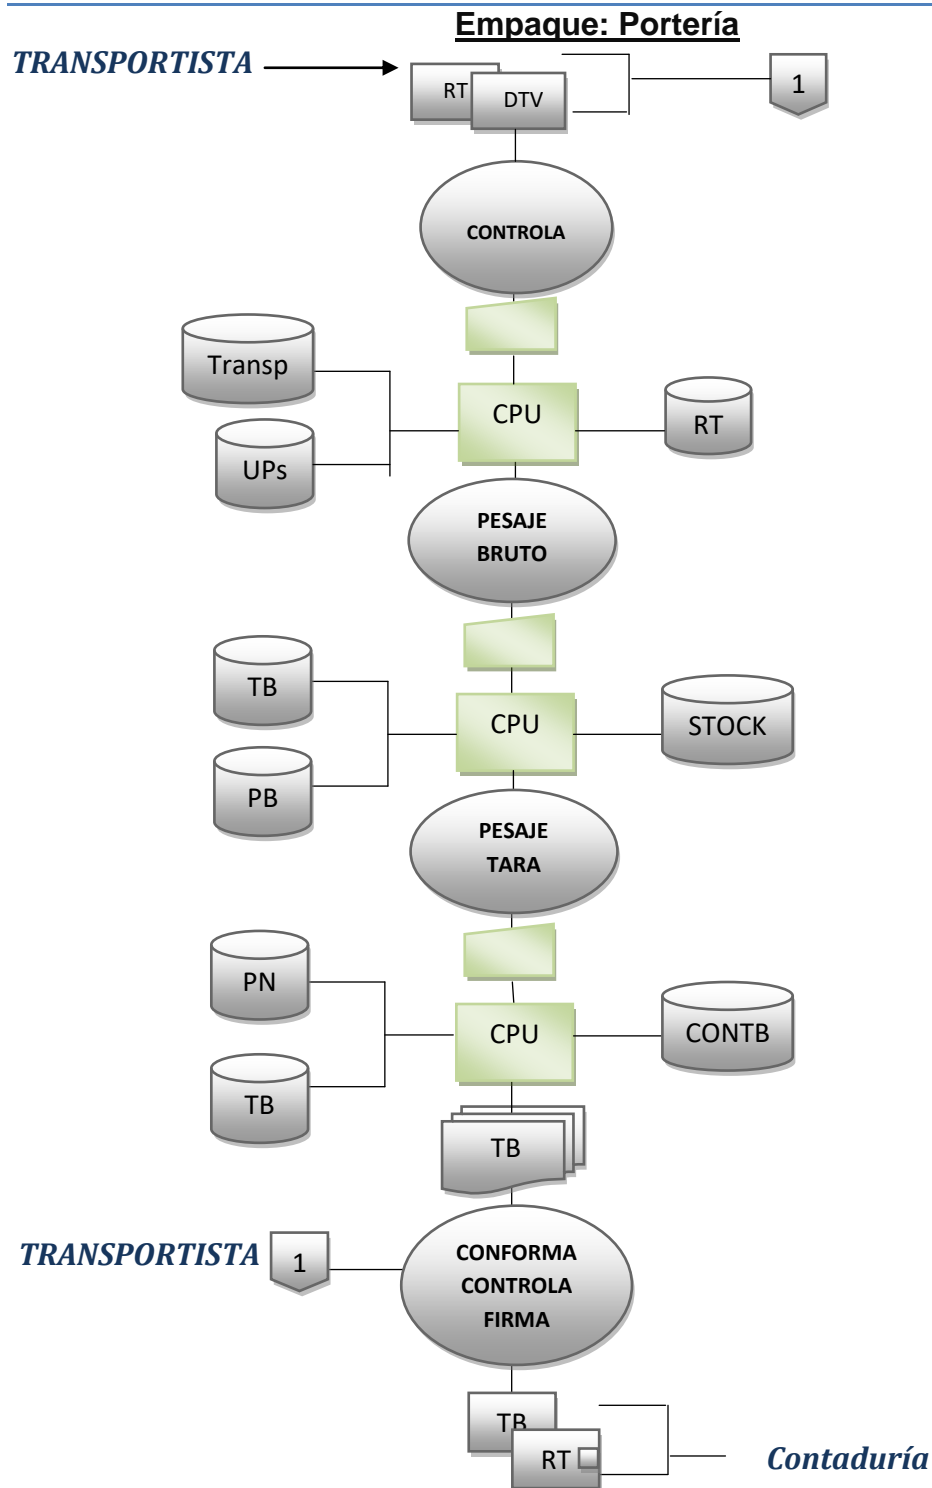 Empaque: Portería
TRANSPORTISTA
RT
DTV
1
CONTROLA
Transp
UPs
CPU
RT
PESAJE
BRUTO
TB
PB
CPU
STOCK
PESAJE
TARA
PN
TB
CPU
CONTB
TB
TRANSPORTISTA
1
CONFORMA
CONTROLA
FIRMA
TB
RT
Contaduría